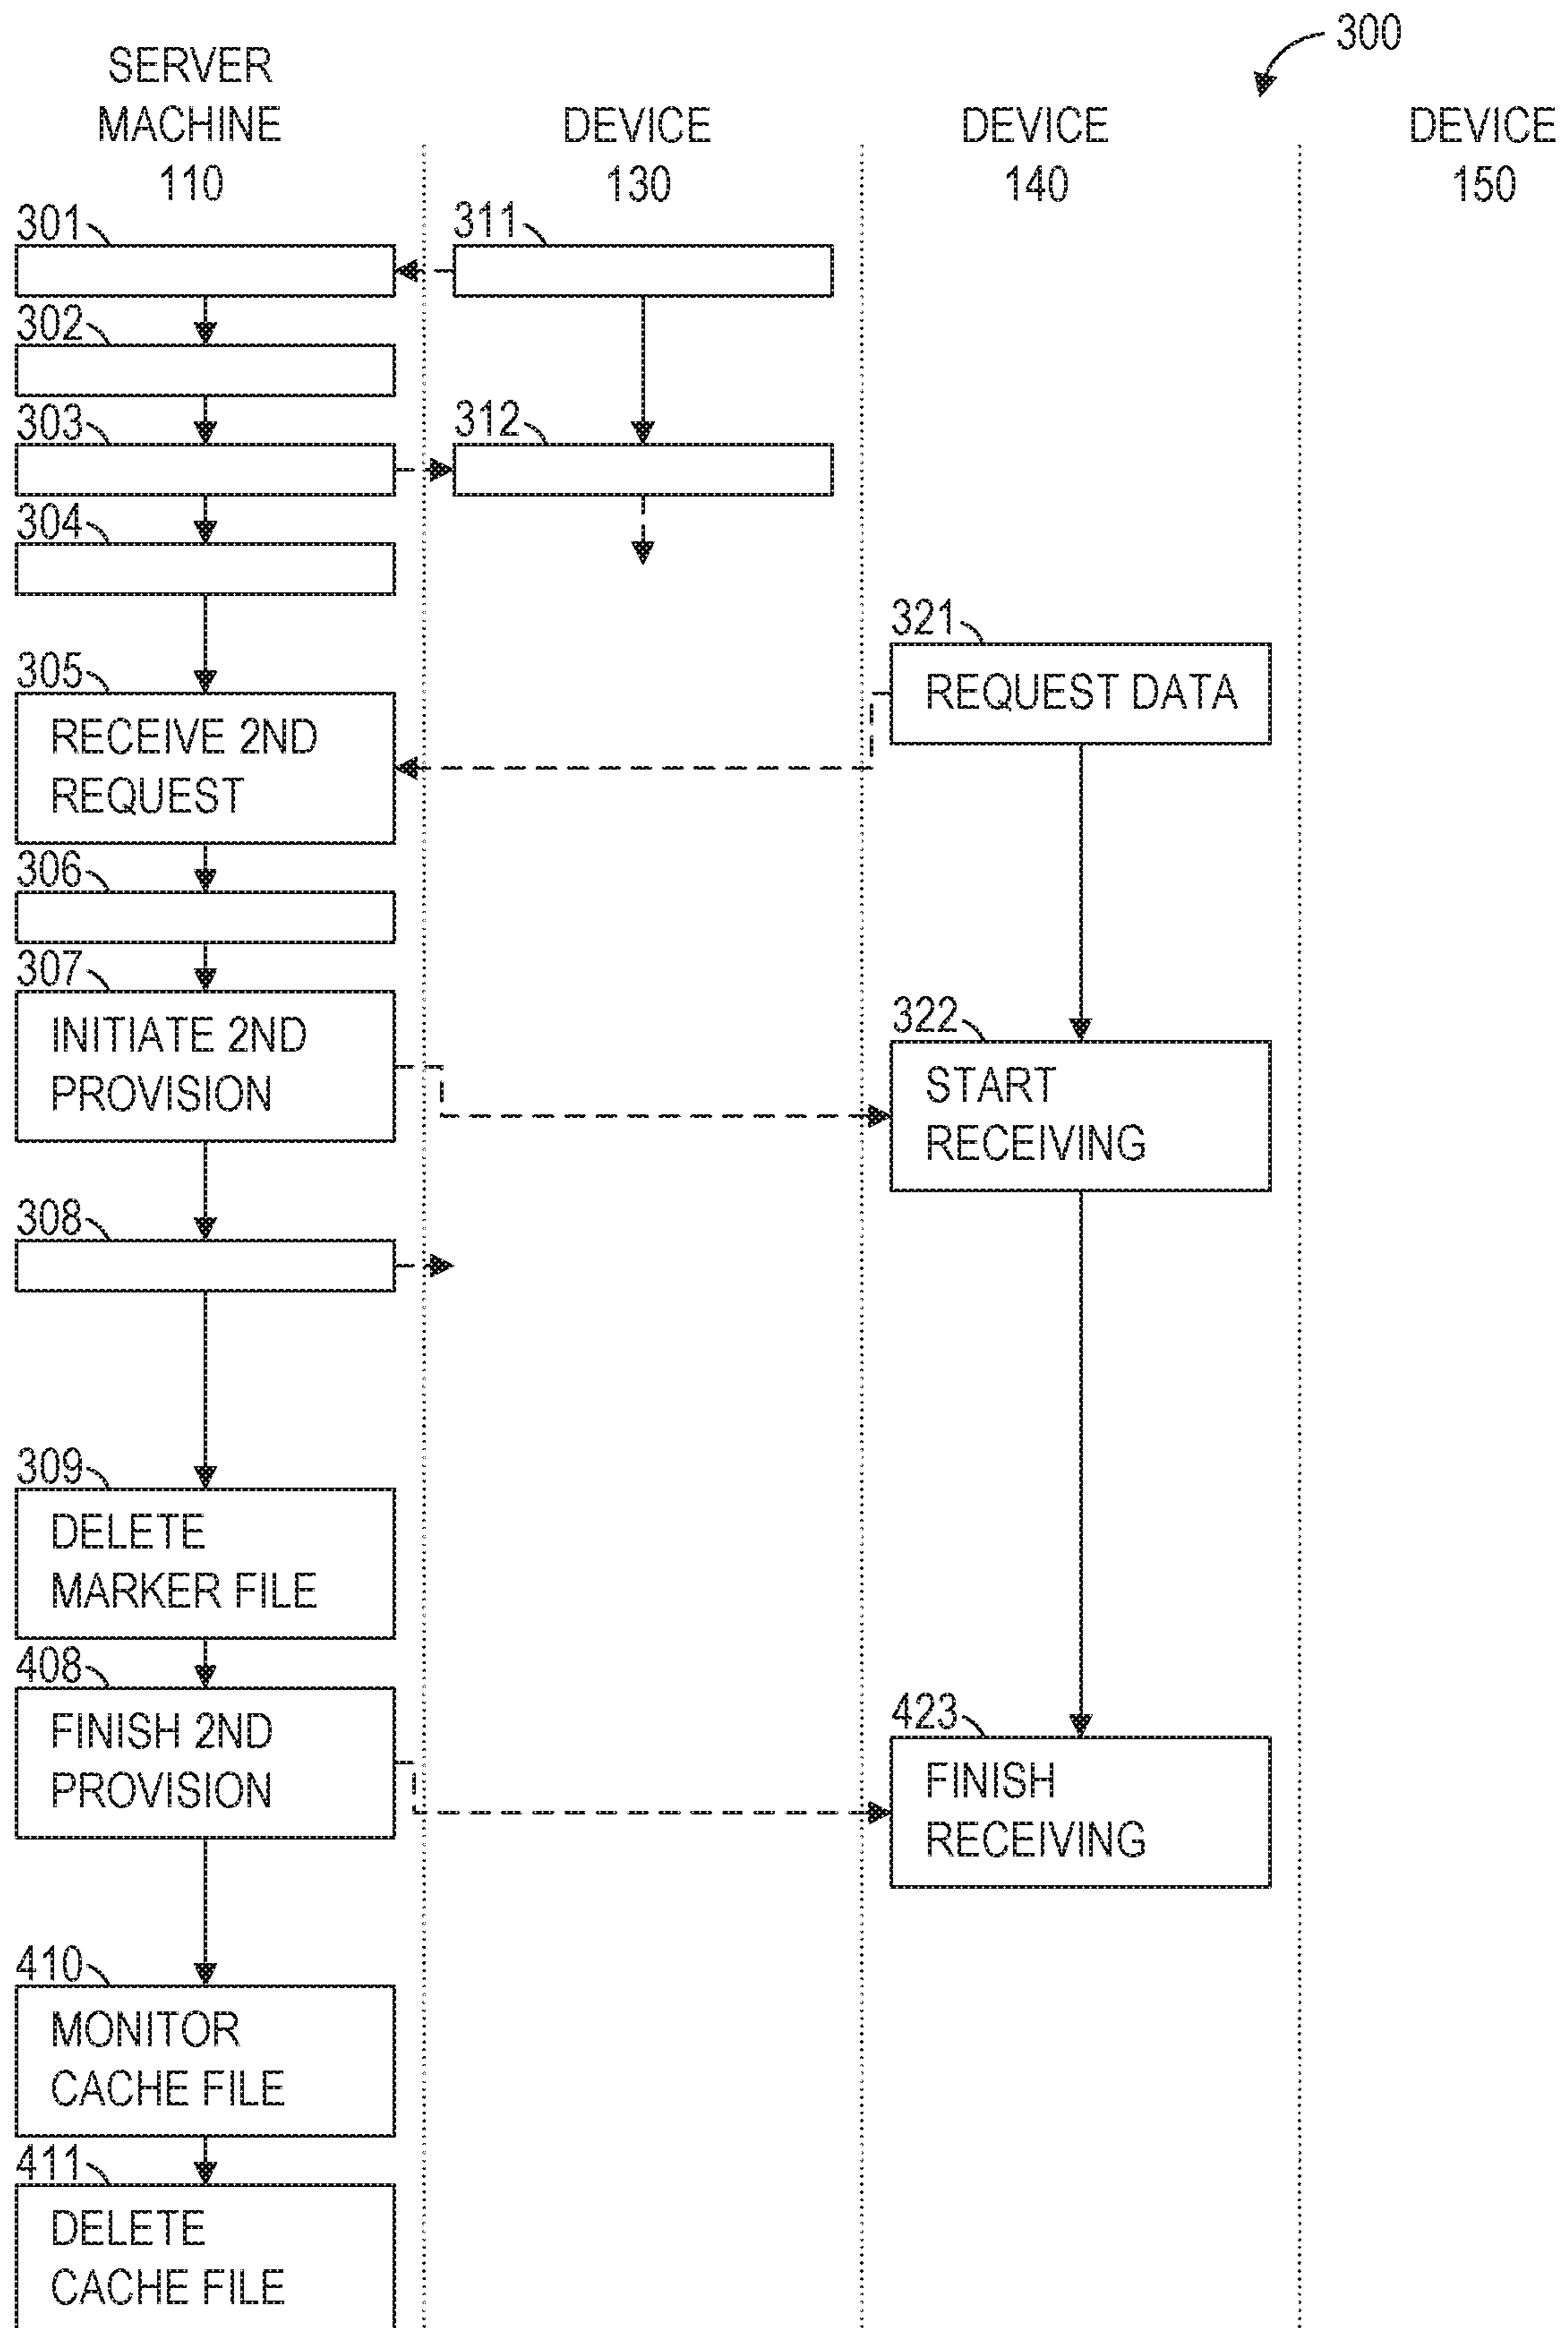 300
SERVER
MACHINE
110
DEVICE
130
DEVICE
140
DEVICE
150
301
311
302
303
312
304
321
REQUEST DATA
305
RECEIVE 2ND
REQUEST
306
307
INITIATE 2ND
PROVISION
322
START
RECEIVING
308
309
DELETE
MARKER FILE
408
FINISH 2ND
PROVISION
423
FINISH
RECEIVING
410
MONITOR
CACHE FILE
411
DELETE
CACHE FILE